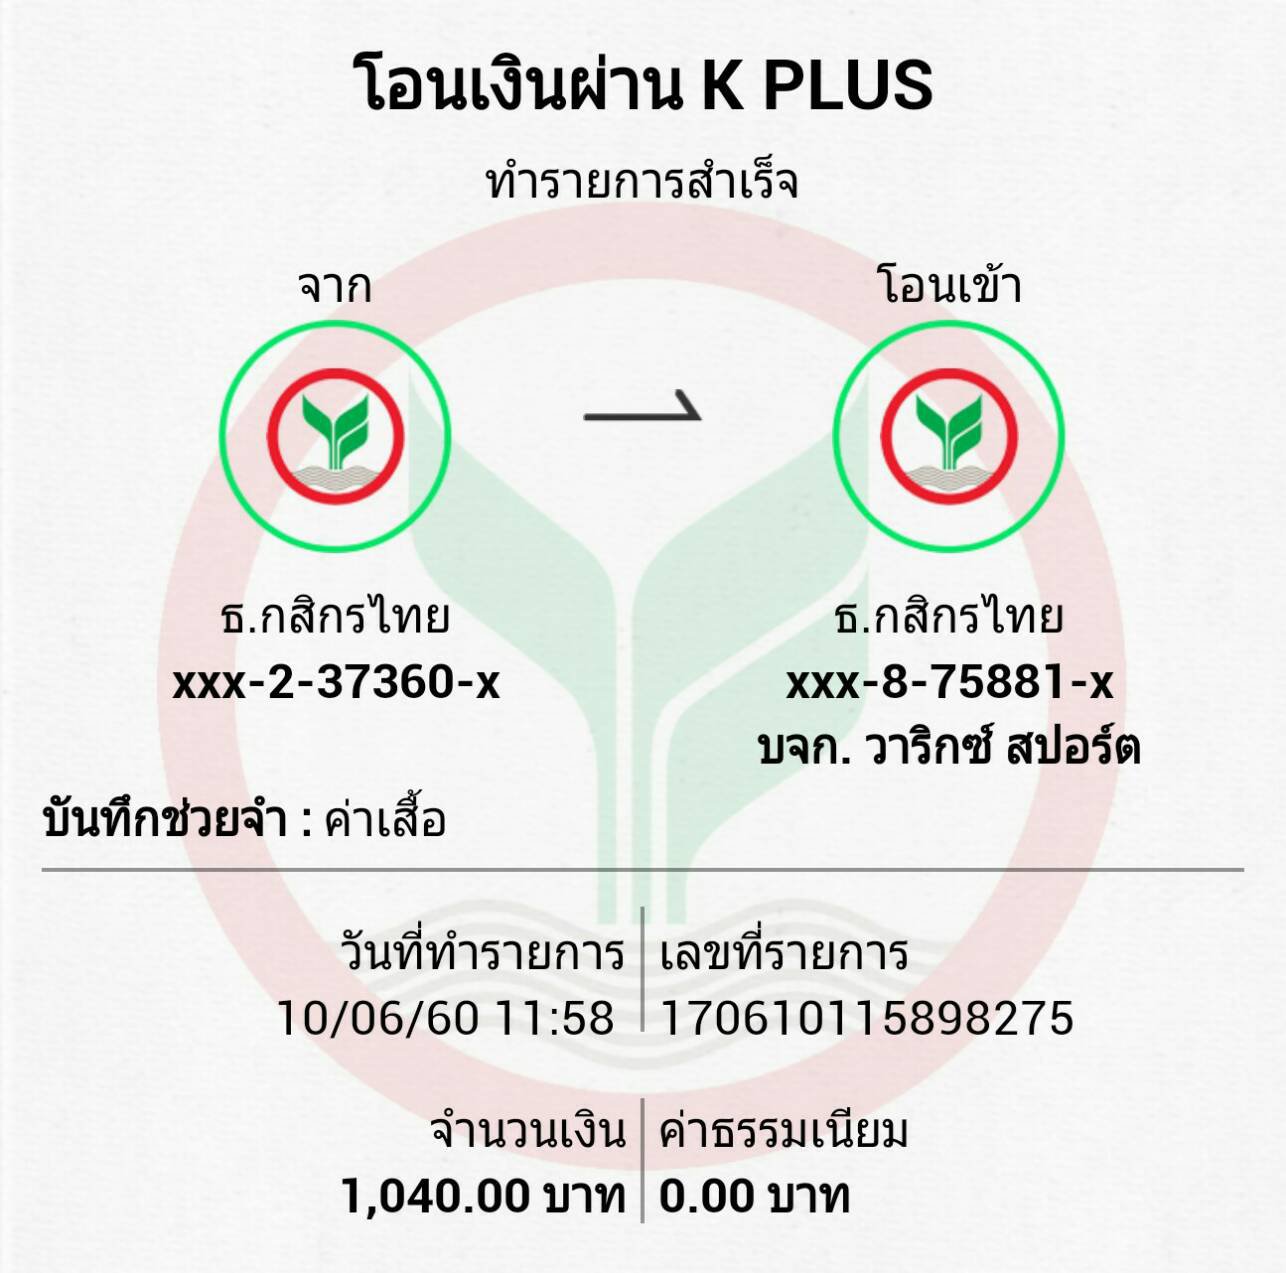 โอนเงินผ่าน K PLUS
ทำรายการสำเร็จ
จาก
โอนเข้า
ธ.กสิกรไทย
xxx-2-37360-x
ธ.กสิกรไทย
xxx-8-75881-x
บจก. วาริกซ์ สปอร์ต
บันทึกช่วยจำ : ค่าเสื้อ
วันที่ทำรายการ
10/06/60 11:58
เลขที่รายการ
170610115898275
จำนวนเงิน
1,040.00 บาท
ค่าธรรมเนียม
0.00 บาท